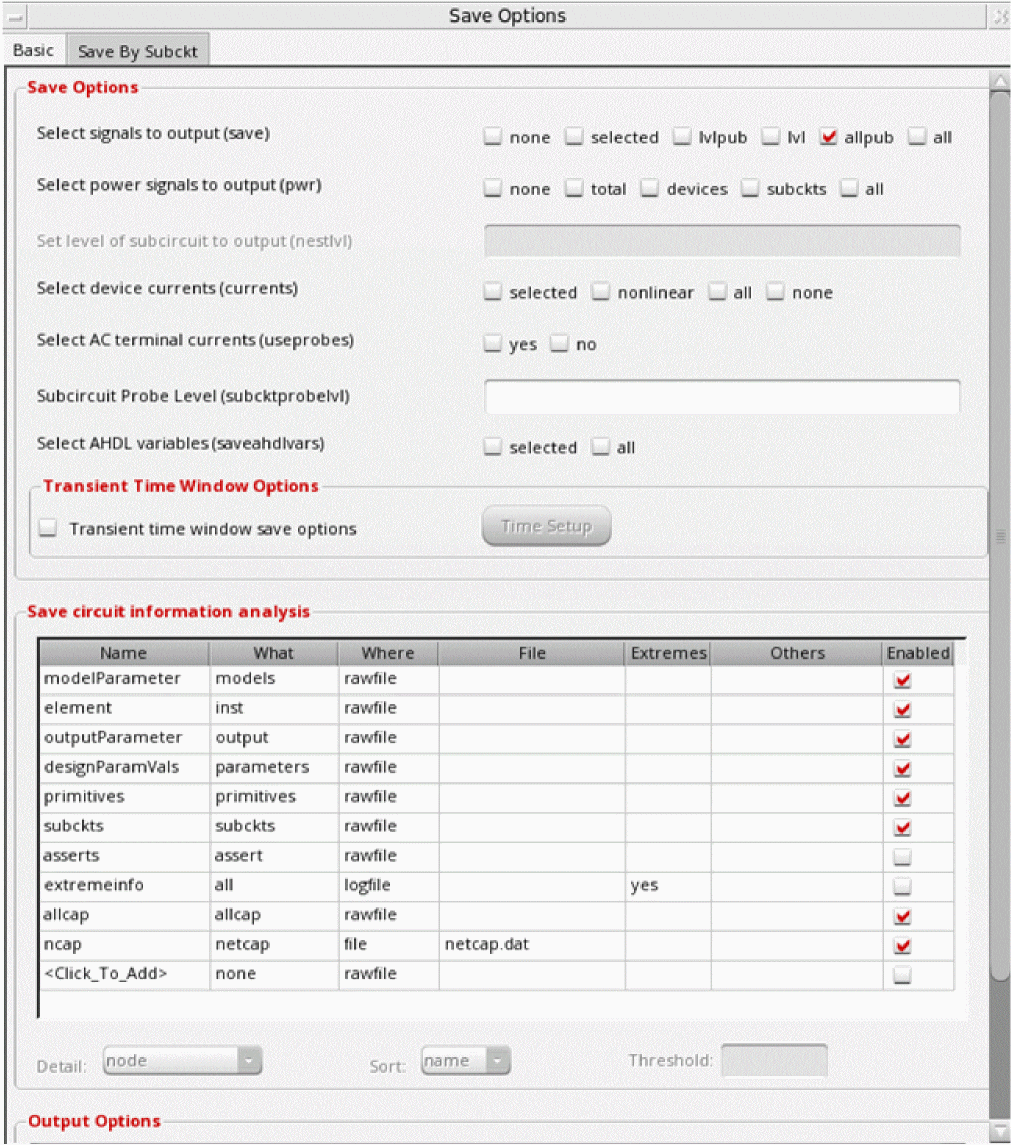 Save Options
Basic Save By Subckt
Save Options
Select signals to output (save) none selected lvlpub lvl allpub all
Select power signals to output (pwr) none total devices subckts all
Set level of subcircuit to output (nestlvl)
Select device currents (currents) selected nonlinear all none
Select AC terminal currents (useprobes) yes no
Subcircuit Probe Level (subcktprobelvl)
Select AHDL variables (saveahdlvars) selected all
Transient Time Window Options
Transient time window save options Time Setup
Save circuit information analysis
Name What Where File Extremes Others Enabled
modelParameter models rawfile
element inst rawfile
outputParameter output rawfile
designParamVals parameters rawfile
primitives primitives rawfile
subckts subckts rawfile
asserts assert rawfile
extremeinfo all logfile yes
allcap allcap rawfile
ncap netcap file netcap.dat
<Click_To_Add> none rawfile
Detail: node Sort: name Threshold:
Output Options